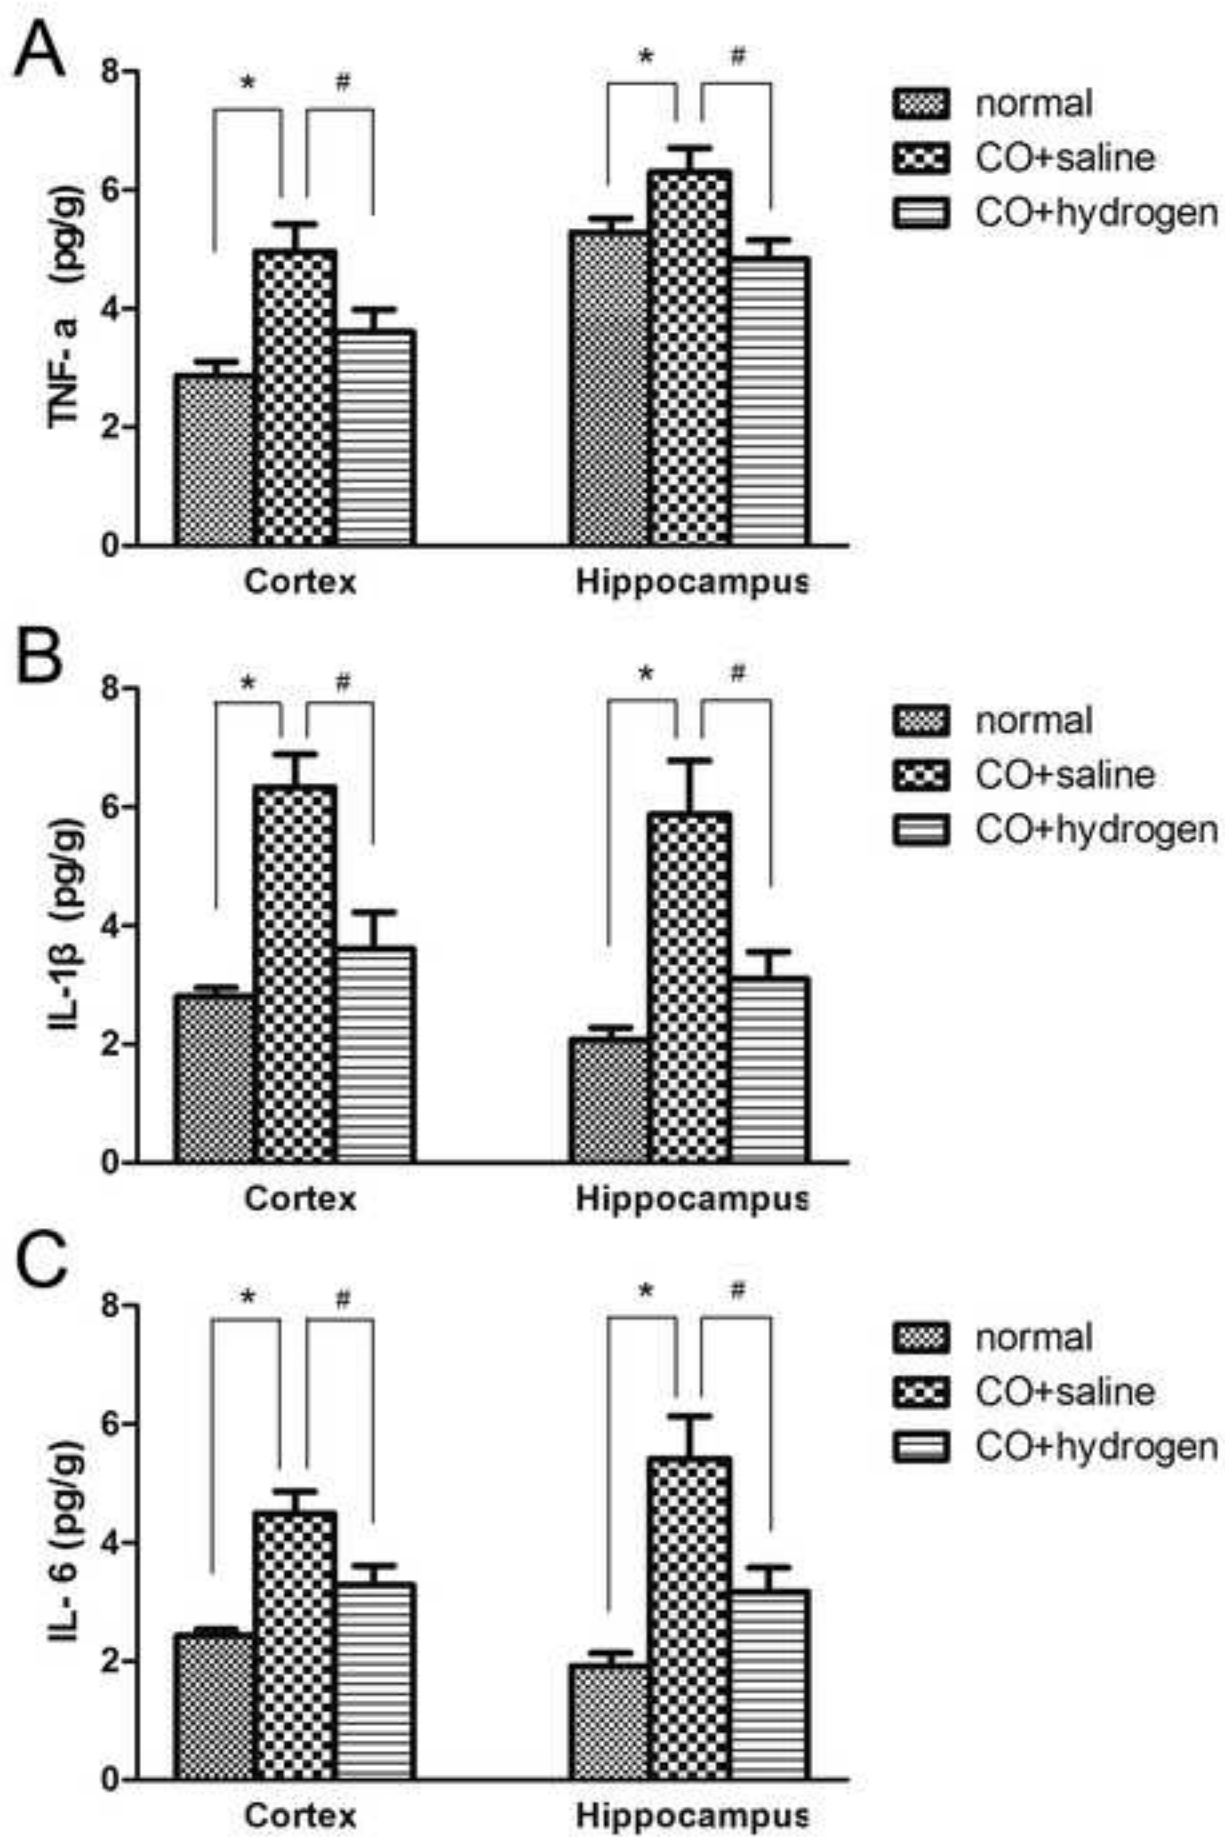 A
8
6
4
2
0
TNF- a (pg/g)
* #
* #
Cortex
Hippocampus
normal
CO+saline
CO+hydrogen
B
8
6
4
2
0
IL-1β (pg/g)
* #
* #
Cortex
Hippocampus
normal
CO+saline
CO+hydrogen
C
8
6
4
2
0
IL- 6 (pg/g)
* #
* #
Cortex
Hippocampus
normal
CO+saline
CO+hydrogen